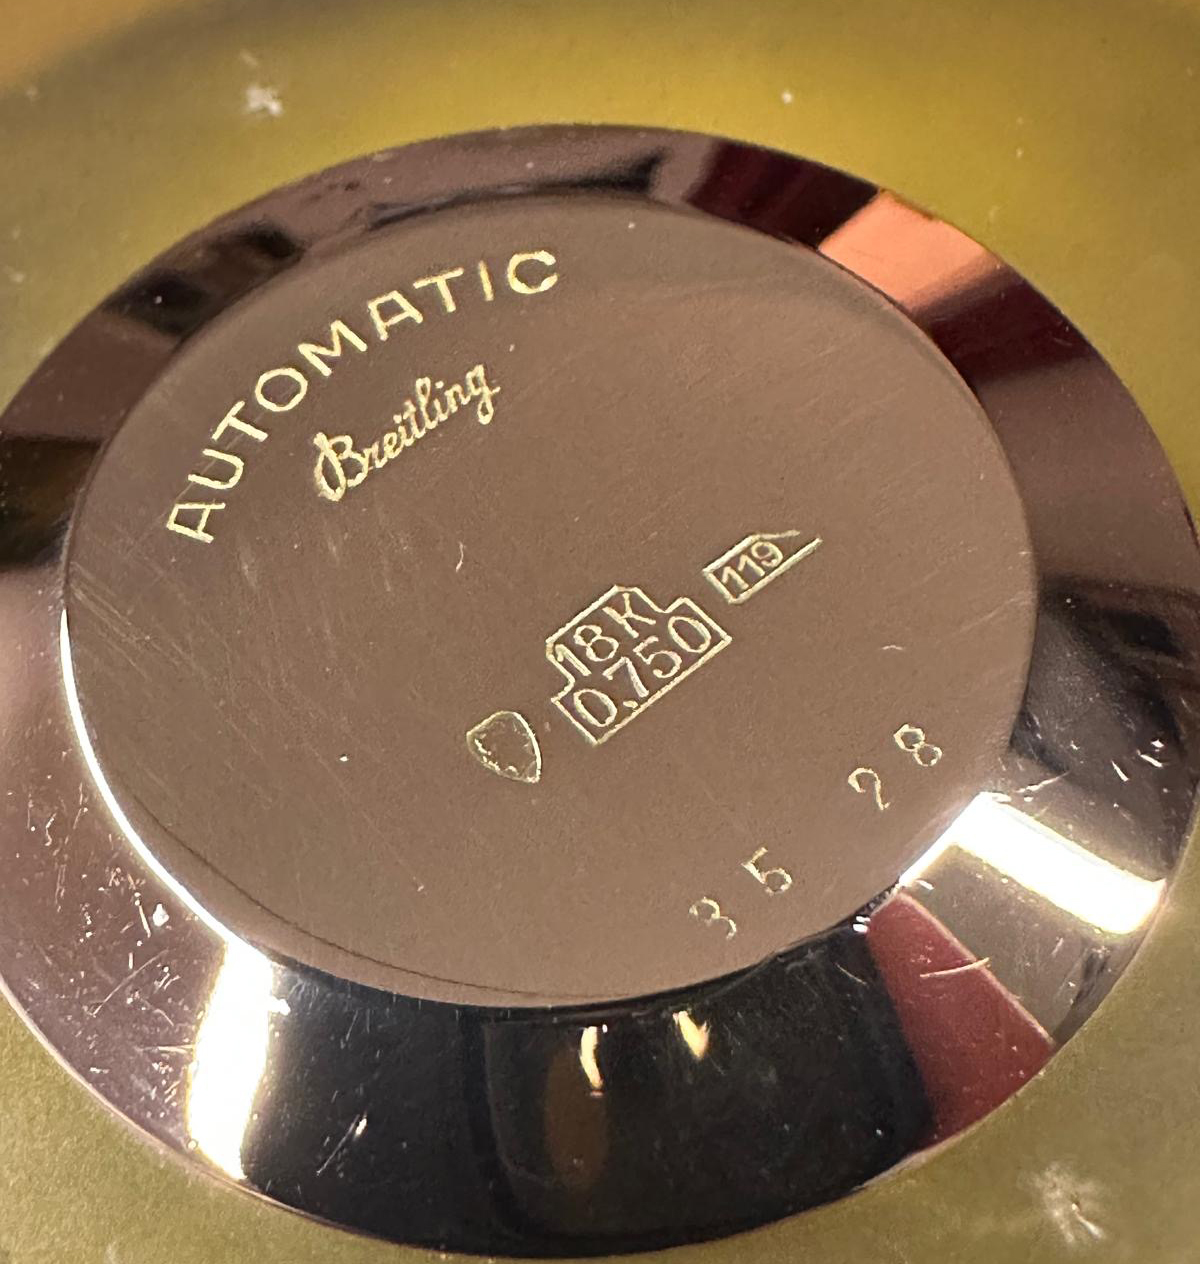 AUTOMATIC
Breitling
119
18K
0,750
35 28